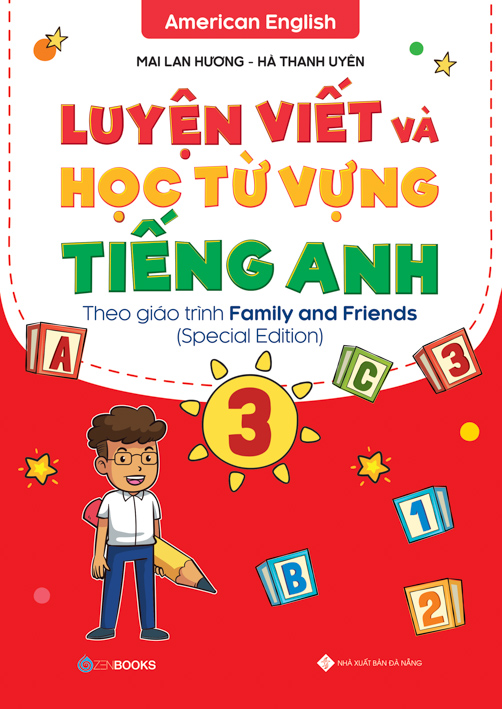 American English
MAI LAN HƯƠNG - HÀ THANH UYÊN
LUYỆN VIẾT VÀ
HỌC TỪ VỰNG
TIẾNG ANH
Theo giáo trình Family and Friends
(Special Edition)
A
C
3
3
1
B
2
ZENBOOKS
NHÀ XUẤT BẢN ĐÀ NẴNG